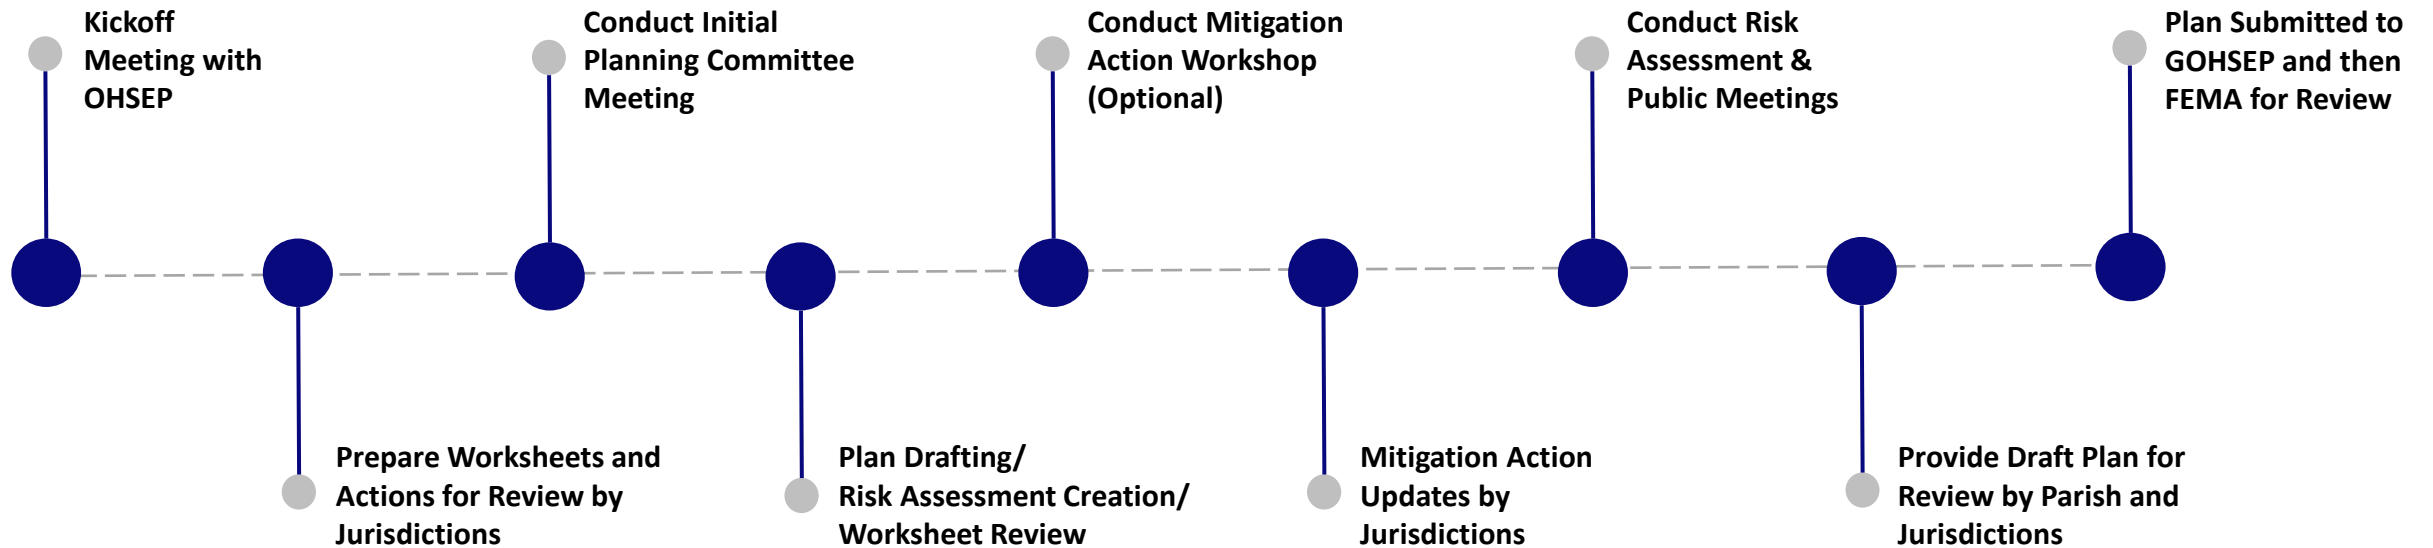 Kickoff
Meeting with
OHSEP
Prepare Worksheets and
Actions for Review by
Jurisdictions
Conduct Initial
Planning Committee
Meeting
Plan Drafting/
Risk Assessment Creation/
Worksheet Review
Conduct Mitigation
Action Workshop
(Optional)
Mitigation Action
Updates by
Jurisdictions
Conduct Risk
Assessment &
Public Meetings
Provide Draft Plan for
Review by Parish and
Jurisdictions
Plan Submitted to
GOHSEP and then
FEMA for Review